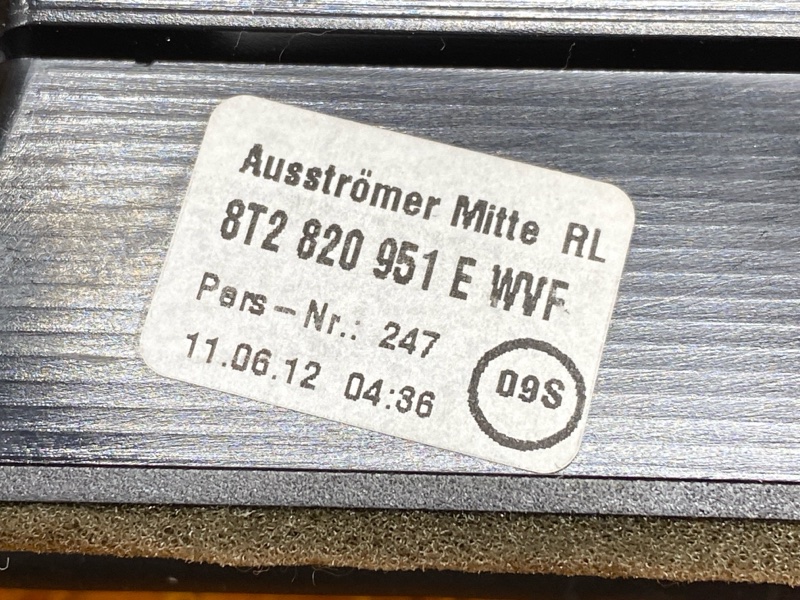 Ausströmer Mitte RL
8T2 820 951 E WVF
Pers-Nr.: 247
11.06.12 04:36
09S